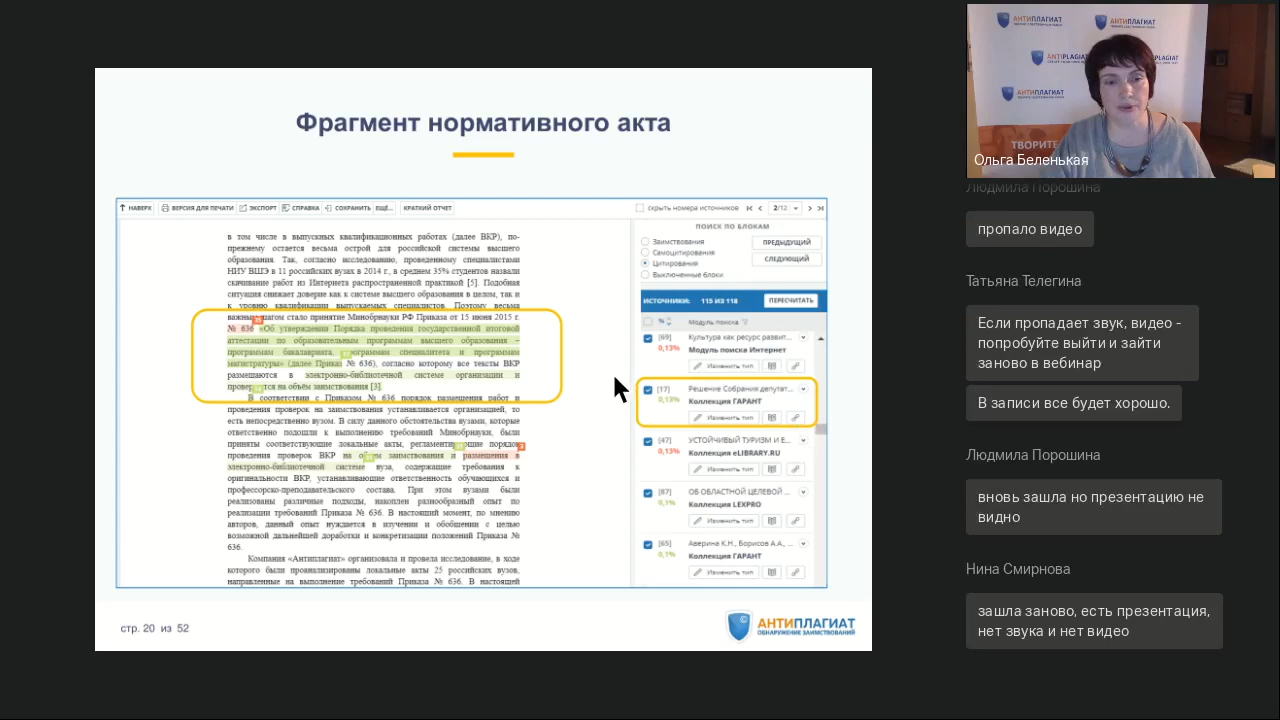 Фрагмент нормативного акта
НАВЕРХ
ВЕРСИЯ ДЛЯ ПЕЧАТИ
ЭКСПОРТ
СПРАВКА
СОХРАНИТЬ
ЕЩЁ...
КРАТКИЙ ОТЧЕТ
скрыть номера источников
2/12
в том числе в выпускных квалификационных работах (далее ВКР), по-
прежнему остается весьма острой для российской системы высшего
образования. Так, согласно исследованию, проведенному специалистами
НИУ ВШЭ в 11 российских вузах в 2014 г., в среднем 35% студентов назвали
скачивание работ из Интернета распространенной практикой [5]. Подобная
ситуация снижает доверие как к системе высшего образования в целом, так и
к уровню квалификации выпускаемых специалистов. Поэтому весьма
важным шагом стало принятие Минобрнауки РФ Приказа от 15 июня 2015 г.
№ 636 «Об утверждении Порядка проведения государственной итоговой
аттестации по образовательным программам высшего образования –
программам бакалавриата, программам специалитета и программам
магистратуры» (далее Приказ № 636), согласно которому все тексты ВКР
размещаются в электронно-библиотечной системе организации и
проверяются на объём заимствования [3].
В соответствии с Приказом № 636 порядок размещения работ и
проведения проверок на заимствования устанавливается организацией, то
есть непосредственно вузом. В силу данного обстоятельства вузами, которые
ответственно подошли к выполнению требований Минобрнауки, были
приняты соответствующие локальные акты, регламентирующие порядок
проведения проверок ВКР на объем заимствования и размещения в
электронно-библиотечной системе вуза, содержащие требования к
оригинальности ВКР, устанавливающие ответственность обучающихся и
профессорско-преподавательского состава. При этом вузами были
реализованы различные подходы, накоплен разнообразный опыт по
реализации требований Приказа № 636. В настоящий момент, по мнению
авторов, данный опыт нуждается в изучении и обобщении с целью
возможной дальнейшей доработки и конкретизации положений Приказа №
636.
Компания «Антиплагиат» организовала и провела исследование, в ходе
которого были проанализированы локальные акты 25 российских вузов,
направленные на выполнение требований Приказа № 636. В настоящей
ПОИСК ПО БЛОКАМ
Заимствования
Самоцитирования
Цитирования
Выключенные блоки
ПРЕДЫДУЩИЙ
СЛЕДУЮЩИЙ
ИСТОЧНИКИ: 115 ИЗ 118
ПЕРЕСЧИТАТЬ
% Модуль поиска
[69] Культура как ресурс развит...
0,13% Модуль поиска Интернет
Изменить тип
[17] Решение Собрания депутат...
0,13% Коллекция ГАРАНТ
Изменить тип
[47] УСТОЙЧИВЫЙ ТУРИЗМ И Е...
0,13% Коллекция eLIBRARY.RU
Изменить тип
[87] ОБ ОБЛАСТНОЙ ЦЕЛЕВОЙ ...
0,1% Коллекция LEXPRO
Изменить тип
[65] Аверина К.Н., Борисов А.А., ...
0,1% Коллекция ГАРАНТ
Изменить тип
стр. 20 из 52
АНТИПЛАГИАТ
ОБНАРУЖЕНИЕ ЗАИМСТВОВАНИЙ
АНТИПЛАГИАТ
АНТИПЛАГИАТ
ANTIPLAGIAT
АНТИПЛАГИАТ
ТВОРИТЕ
Ольга Беленькая
Людмила Порошина
пропало видео
Татьяна Телегина
Если пропадает звук, видео -
попробуйте выйти и зайти
заново в вебинар
В записи все будет хорошо.
Людмила Порошина
вновь зашла но презентацию не
видно
Нина Смирнова
зашла заново, есть презентация,
нет звука и нет видео